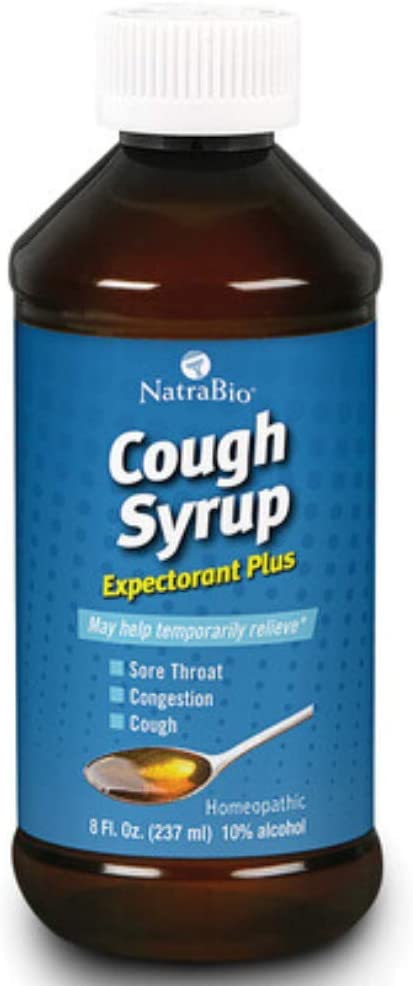 NatraBio®
Cough
Syrup
Expectorant Plus
May help temporarily relieve*
Sore Throat
Congestion
Cough
Homeopathic
8 Fl. Oz. (237 ml) 10% alcohol